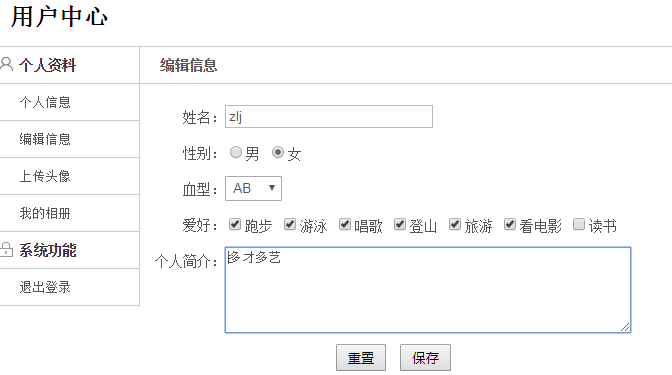 用户中心
个人资料
个人信息
编辑信息
上传头像
我的相册
系统功能
退出登录
编辑信息
姓名： zlj
性别： 男 女
血型： AB
爱好： 跑步 游泳 唱歌 登山 旅游 看电影 读书
个人简介： 多才多艺
重置 保存